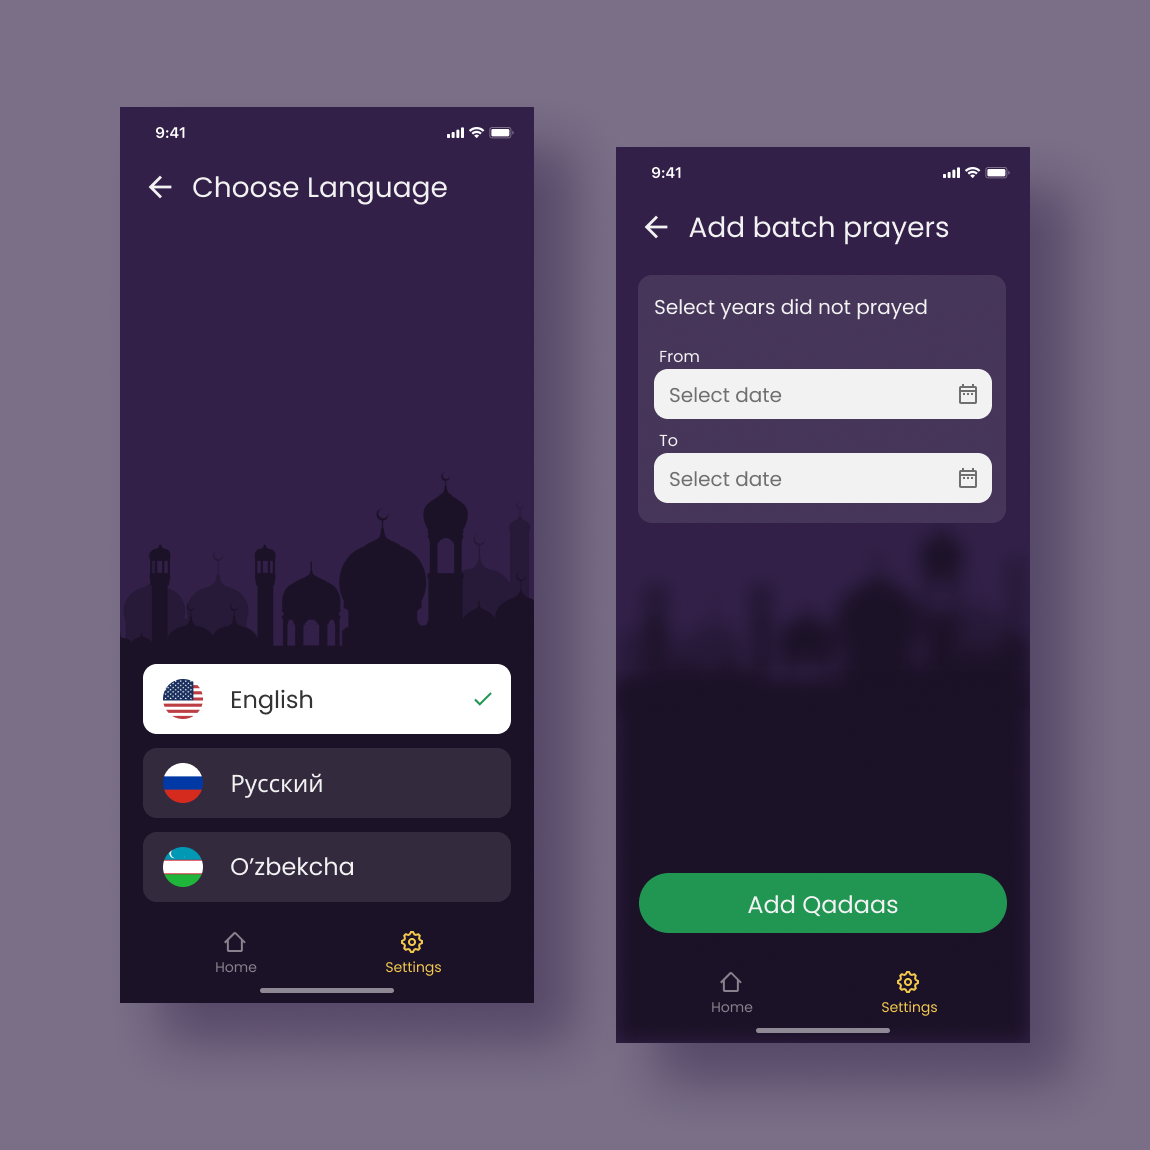 9:41
Choose Language
English
Русский
O’zbekcha
Home
Settings
9:41
Add batch prayers
Select years did not prayed
From
Select date
To
Select date
Add Qadaas
Home
Settings